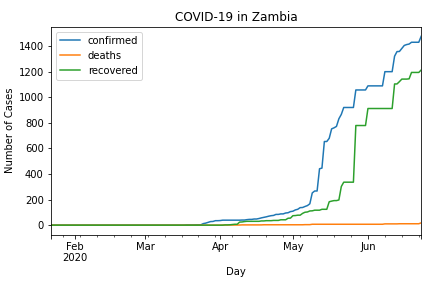 COVID-19 in Zambia
confirmed
deaths
recovered
Number of Cases
1400
1200
1000
800
600
400
200
0
Feb
2020
Mar
Apr
May
Jun
Day